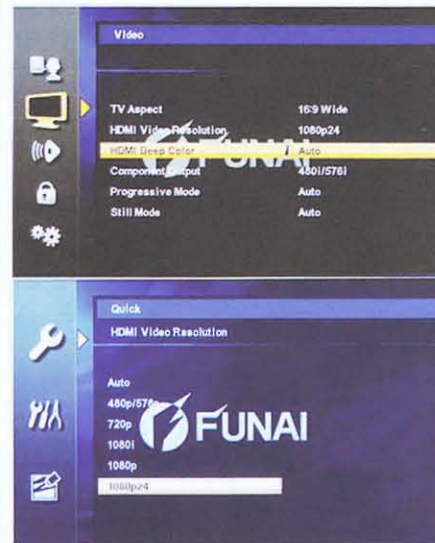 Video
TV Aspect 16:9 Wide
HDMI Video Resolution 1080p24
HDMI Deep Color Auto
FUNAI
Component Output 480i/576i
Progressive Mode Auto
Still Mode Auto
Quick
HDMI Video Resolution
Auto
480p/576p
720p
FUNAI
1080i
1080p
1080p24